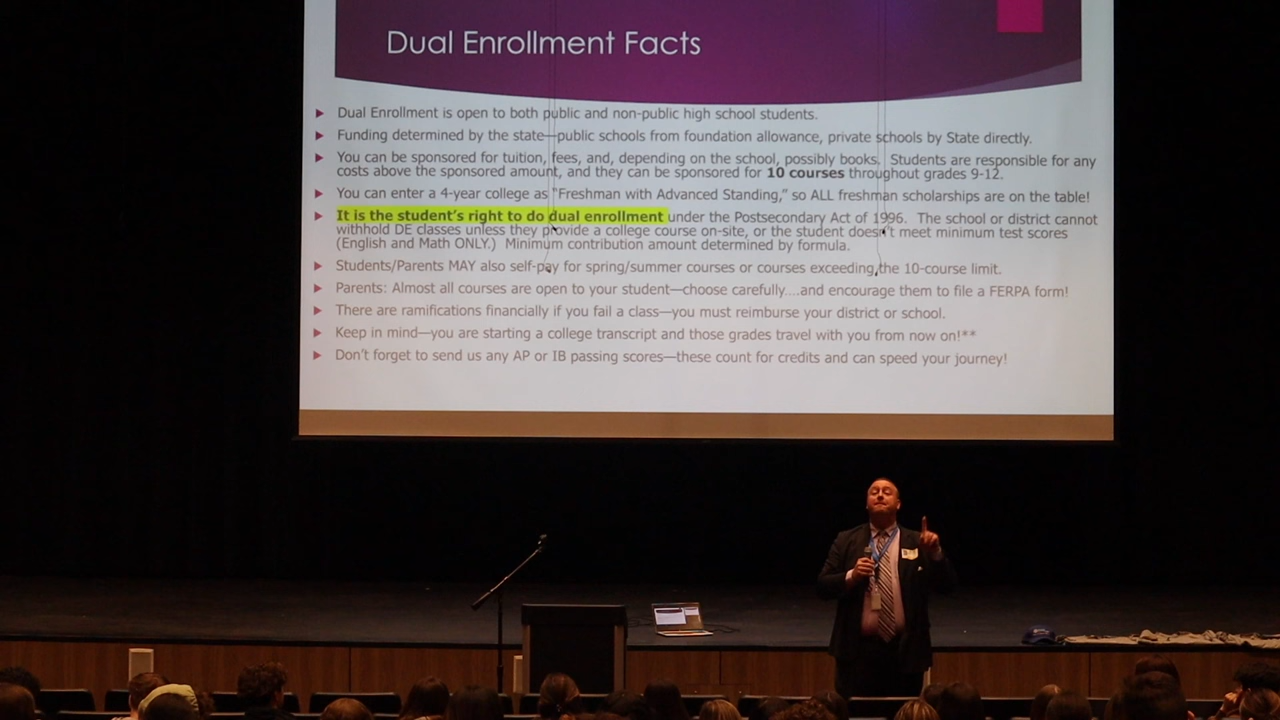 Dual Enrollment Facts
Dual Enrollment is open to both public and non-public high school students.
Funding determined by the state—public schools from foundation allowance, private schools by State directly.
You can be sponsored for tuition, fees, and, depending on the school, possibly books. Students are responsible for any
costs above the sponsored amount, and they can be sponsored for 10 courses throughout grades 9-12.
You can enter a 4-year college as "Freshman with Advanced Standing," so ALL freshman scholarships are on the table!
It is the student's right to do dual enrollment under the Postsecondary Act of 1996. The school or district cannot
withhold DE classes unless they provide a college course on-site, or the student doesn't meet minimum test scores
(English and Math ONLY.) Minimum contribution amount determined by formula.
Students/Parents MAY also self-pay for spring/summer courses or courses exceeding the 10-course limit.
Parents: Almost all courses are open to your student—choose carefully....and encourage them to file a FERPA form!
There are ramifications financially if you fail a class—you must reimburse your district or school.
Keep in mind—you are starting a college transcript and those grades travel with you from now on!**
Don't forget to send us any AP or IB passing scores—these count for credits and can speed your journey!